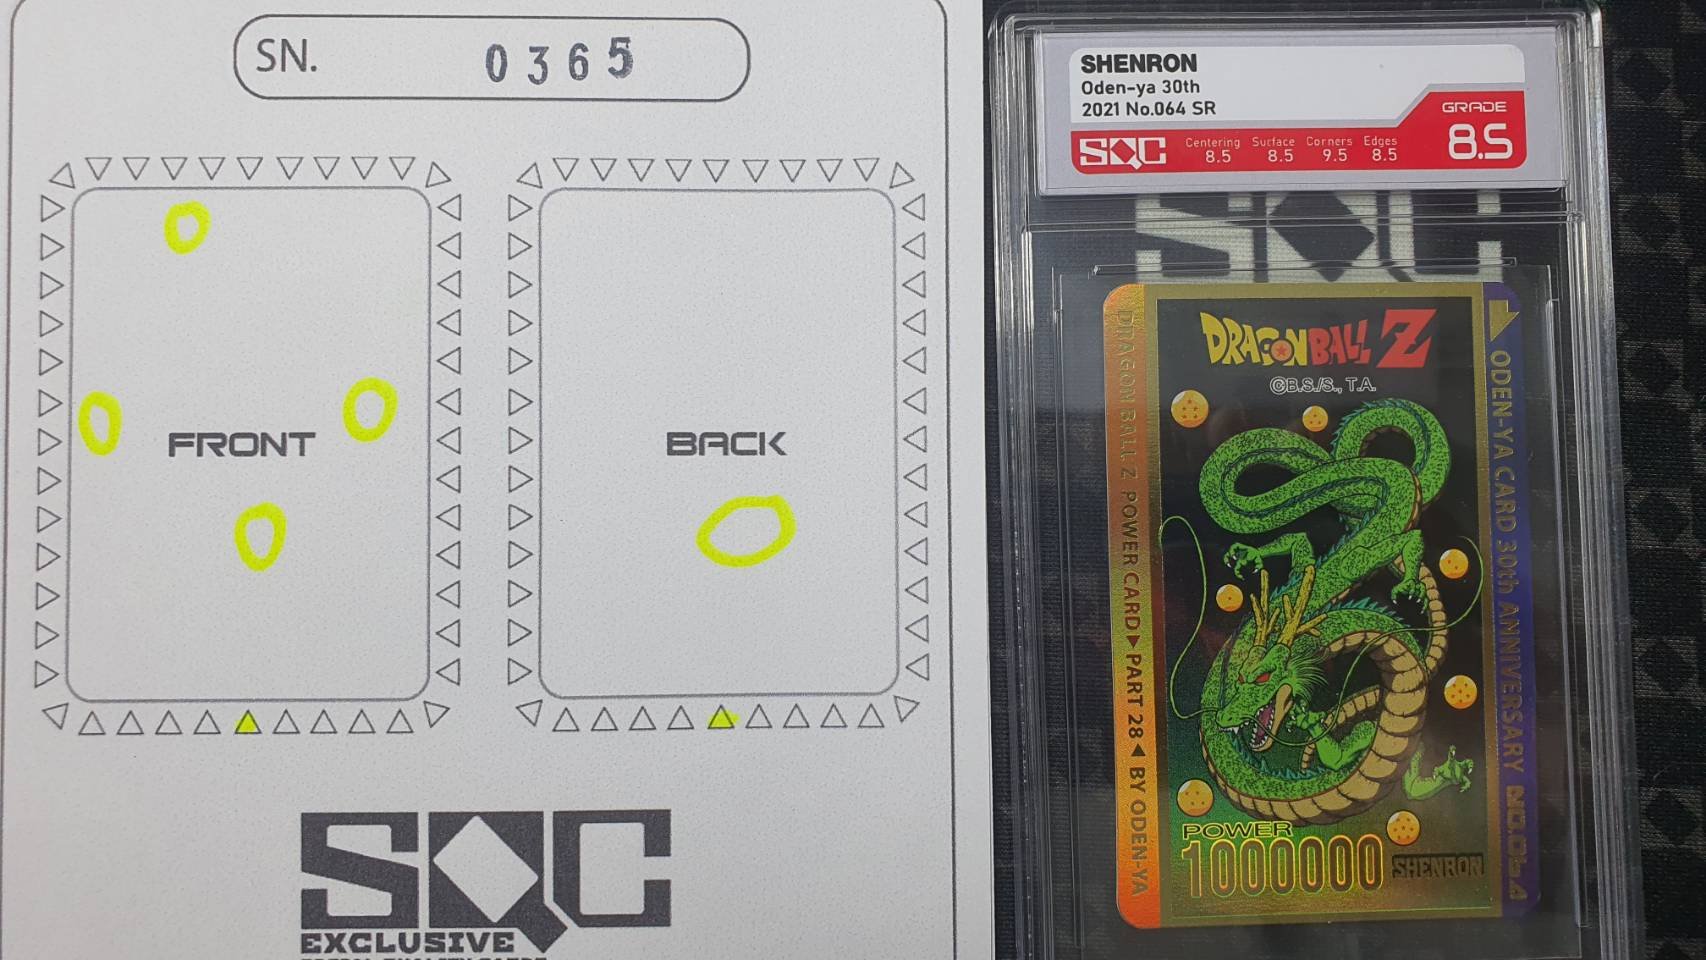 SN. 0365
FRONT
BACK
SQC
EXCLUSIVE
SHENRON
Oden-ya 30th
2021 No.064 SR
GRADE
8.5
SQC
Centering Surface Corners Edges
8.5 8.5 9.5 8.5
SQC
DRAGON BALL Z
©B.S./S., T.A.
DRAGON BALL Z POWER CARD▶ PART 28◀ BY ODEN-YA
ODEN-YA CARD 30th ANNIVERSARY NO.064
POWER
1000000
SHENRON